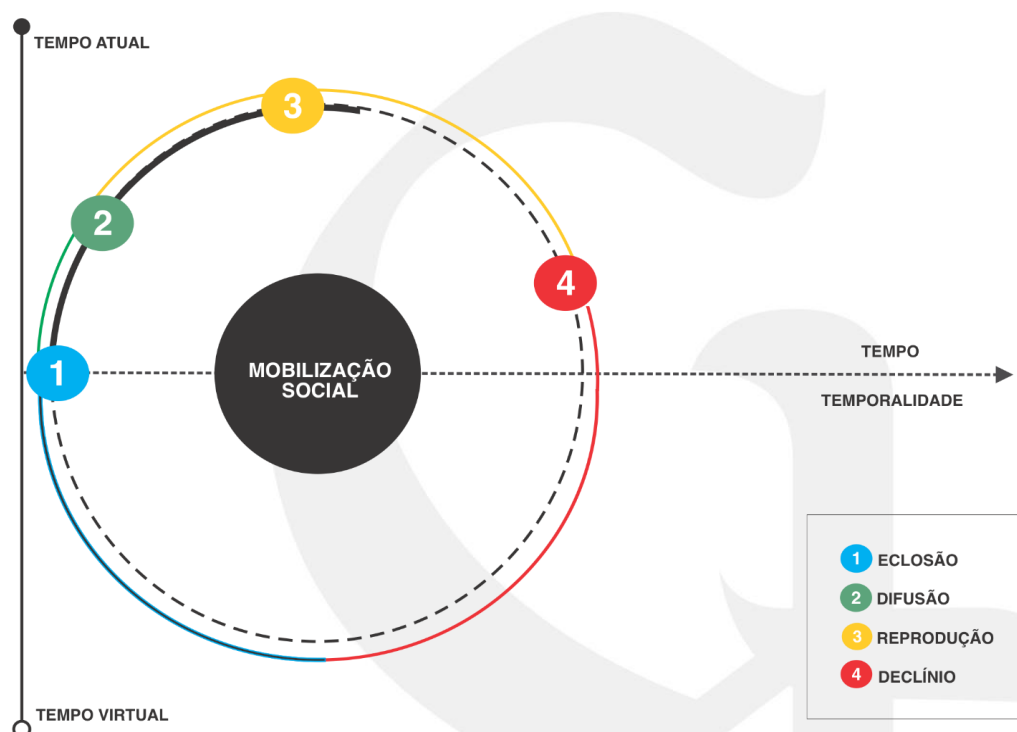 TEMPO ATUAL
3
2
4
1
MOBILIZAÇÃO
SOCIAL
TEMPO
TEMPORALIDADE
1 ECLOSÃO
2 DIFUSÃO
3 REPRODUÇÃO
4 DECLÍNIO
TEMPO VIRTUAL